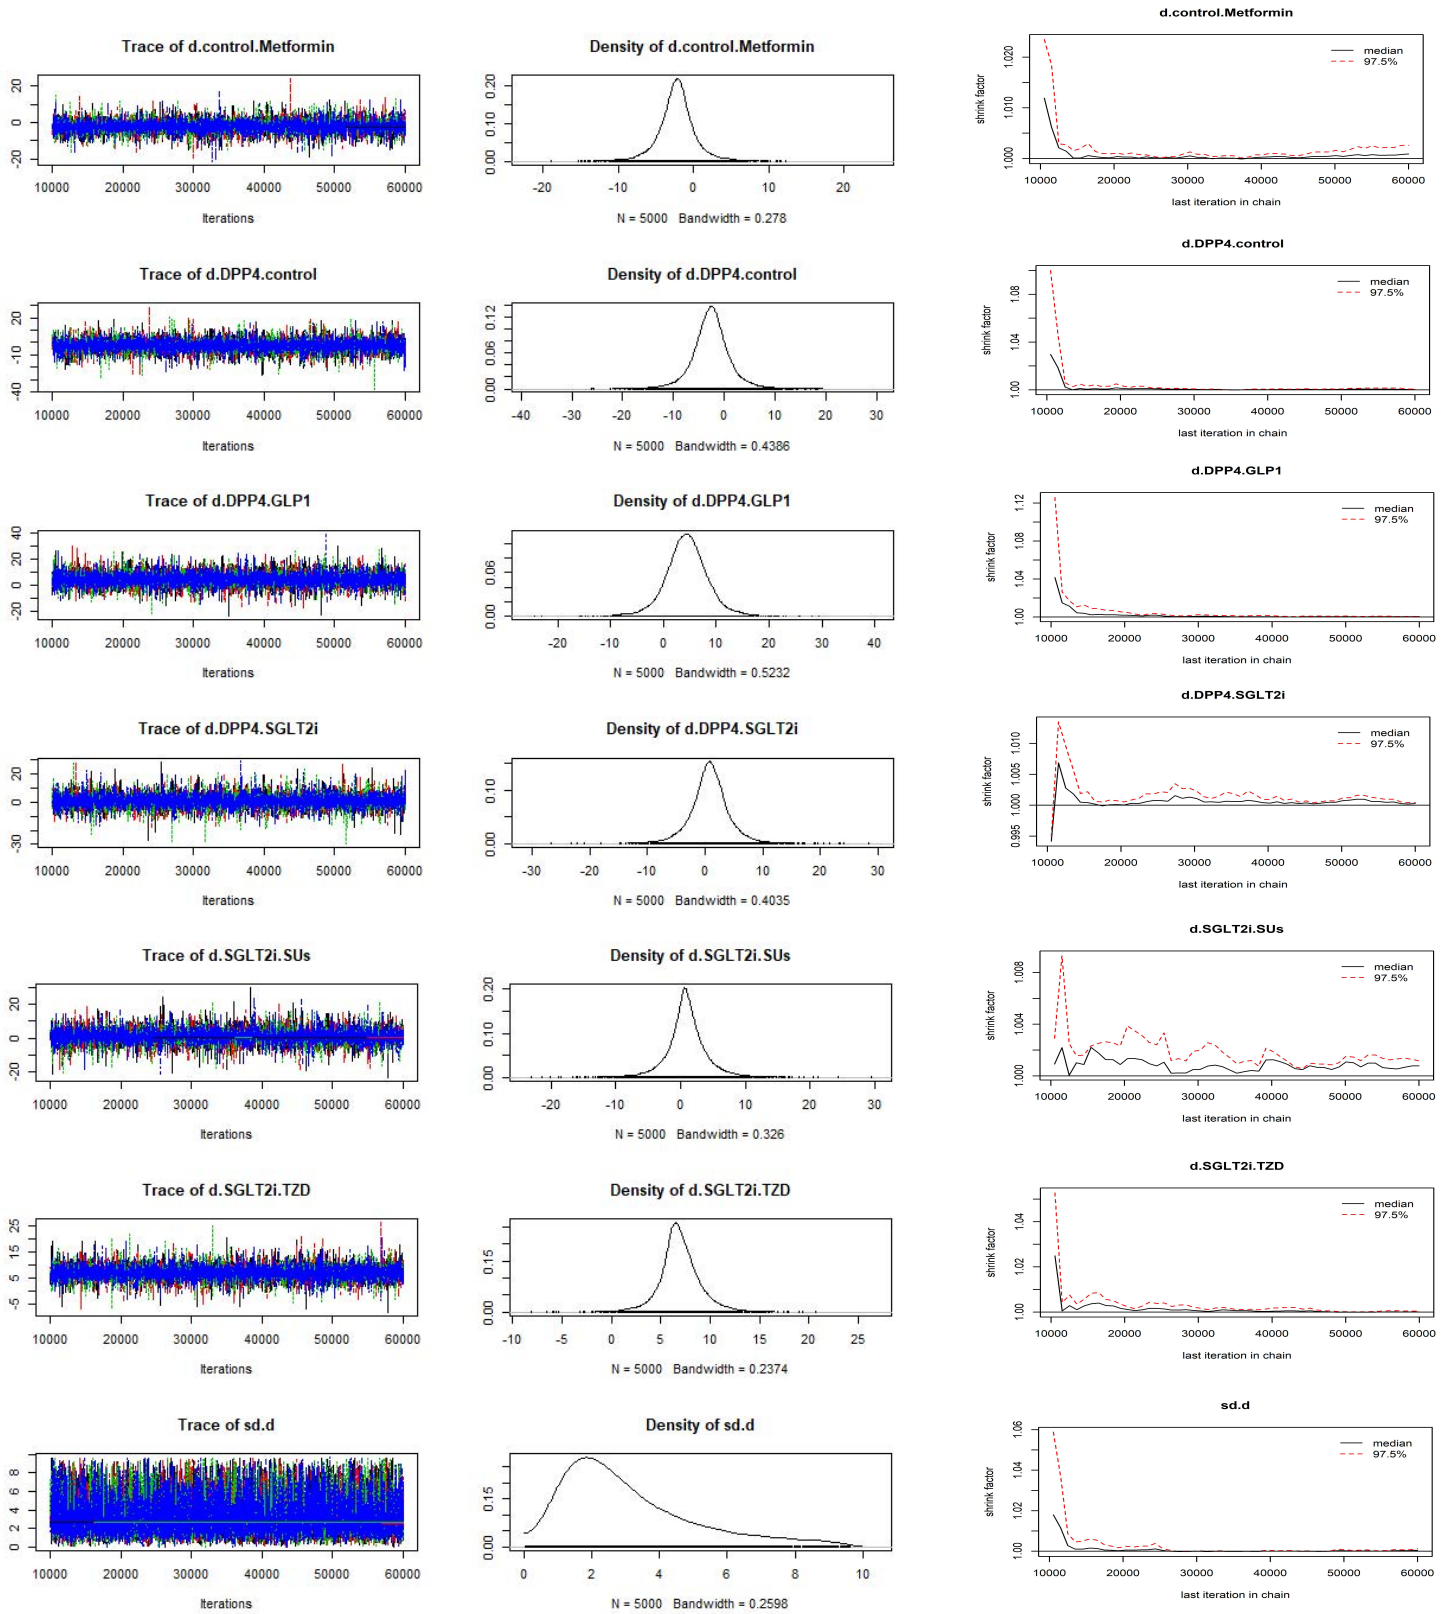 d.control.Metformin
Trace of d.control.Metformin
Density of d.control.Metformin
-20 0 20
10000 20000 30000 40000 50000 60000
Iterations
0.00 0.10 0.20
-20 -10 0 10 20
N = 5000 Bandwidth = 0.278
shrink factor
1.000 1.010 1.020
median
97.5%
10000 20000 30000 40000 50000 60000
last iteration in chain
d.DPP4.control
Trace of d.DPP4.control
Density of d.DPP4.control
-40 -10 20
10000 20000 30000 40000 50000 60000
Iterations
0.00 0.06 0.12
-40 -30 -20 -10 0 10 20 30
N = 5000 Bandwidth = 0.4386
shrink factor
1.00 1.04 1.08
median
97.5%
10000 20000 30000 40000 50000 60000
last iteration in chain
d.DPP4.GLP1
Trace of d.DPP4.GLP1
Density of d.DPP4.GLP1
-20 0 20 40
10000 20000 30000 40000 50000 60000
Iterations
0.00 0.06
-20 -10 0 10 20 30 40
N = 5000 Bandwidth = 0.5232
shrink factor
1.00 1.04 1.08 1.12
median
97.5%
10000 20000 30000 40000 50000 60000
last iteration in chain
d.DPP4.SGLT2i
Trace of d.DPP4.SGLT2i
Density of d.DPP4.SGLT2i
-30 0 20
10000 20000 30000 40000 50000 60000
Iterations
0.00 0.10
-30 -20 -10 0 10 20 30
N = 5000 Bandwidth = 0.4035
shrink factor
0.995 1.000 1.005 1.010
median
97.5%
10000 20000 30000 40000 50000 60000
last iteration in chain
d.SGLT2i.SUs
Trace of d.SGLT2i.SUs
Density of d.SGLT2i.SUs
-20 0 20
10000 20000 30000 40000 50000 60000
Iterations
0.00 0.10 0.20
-20 -10 0 10 20 30
N = 5000 Bandwidth = 0.326
shrink factor
1.000 1.004 1.008
median
97.5%
10000 20000 30000 40000 50000 60000
last iteration in chain
d.SGLT2i.TZD
Trace of d.SGLT2i.TZD
Density of d.SGLT2i.TZD
-5 5 15 25
10000 20000 30000 40000 50000 60000
Iterations
0.00 0.15
-10 -5 0 5 10 15 20 25
N = 5000 Bandwidth = 0.2374
shrink factor
1.00 1.02 1.04
median
97.5%
10000 20000 30000 40000 50000 60000
last iteration in chain
sd.d
Trace of sd.d
Density of sd.d
0 2 4 6 8
10000 20000 30000 40000 50000 60000
Iterations
0.00 0.15
0 2 4 6 8 10
N = 5000 Bandwidth = 0.2598
shrink factor
1.00 1.02 1.04 1.06
median
97.5%
10000 20000 30000 40000 50000 60000
last iteration in chain